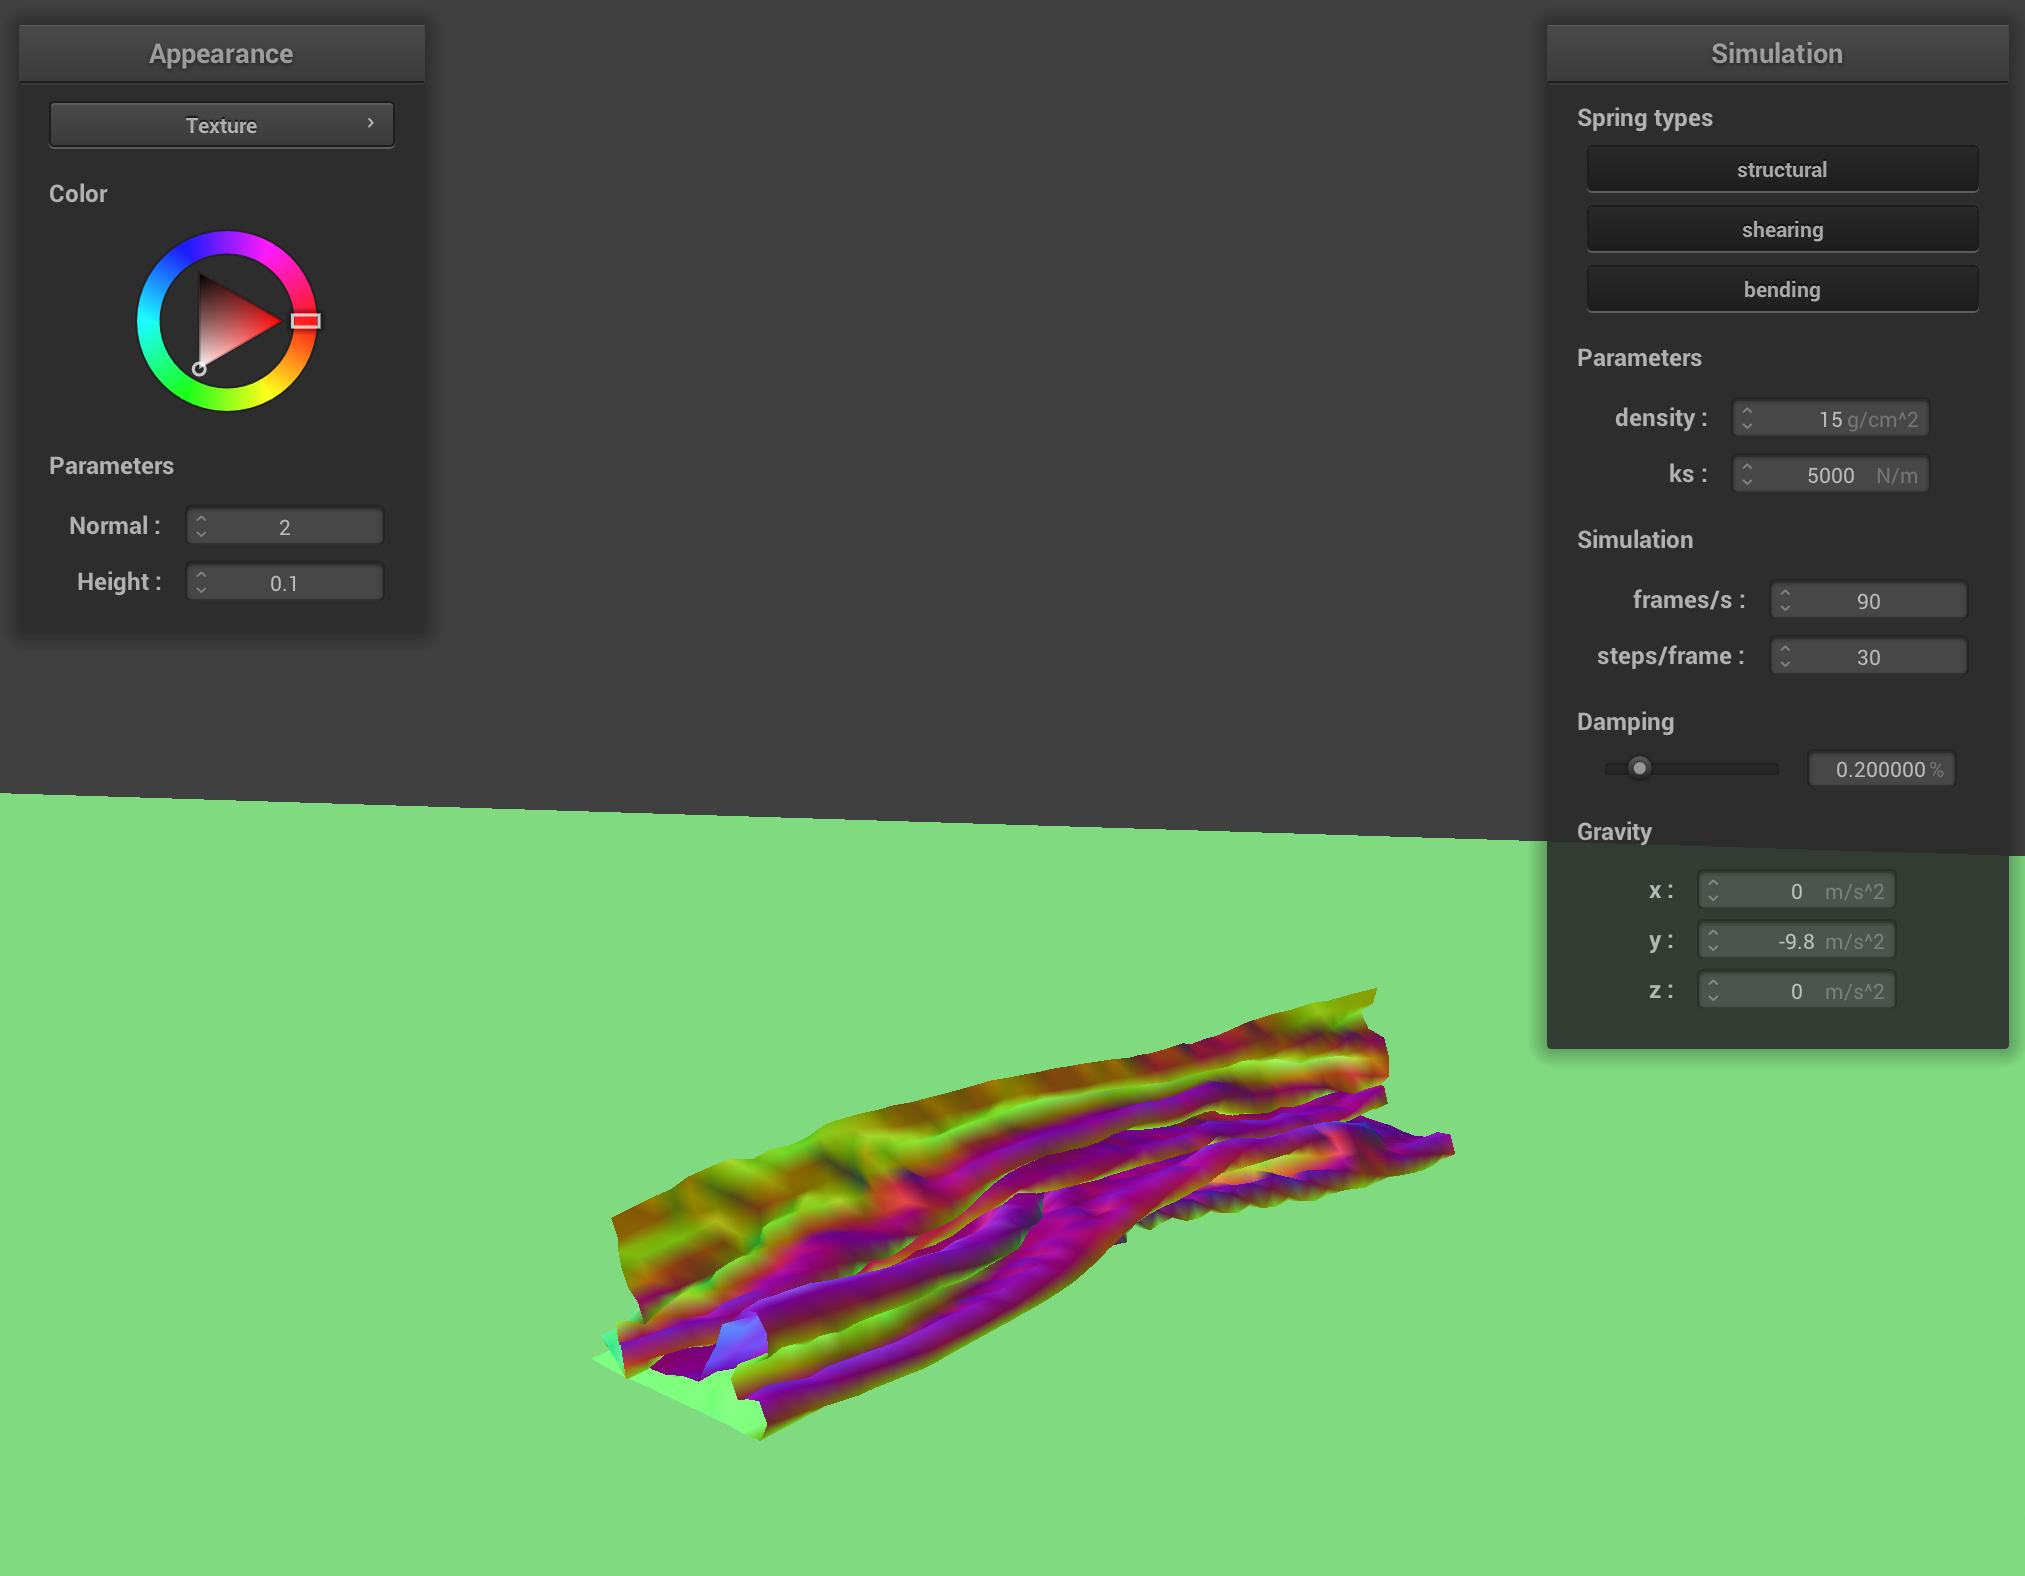 Appearance
Texture
Color
Parameters
Normal : 2
Height : 0.1
Simulation
Spring types
structural
shearing
bending
Parameters
density : 15 g/cm^2
ks : 5000 N/m
Simulation
frames/s : 90
steps/frame : 30
Damping
0.200000 %
Gravity
x : 0 m/s^2
y : -9.8 m/s^2
z : 0 m/s^2